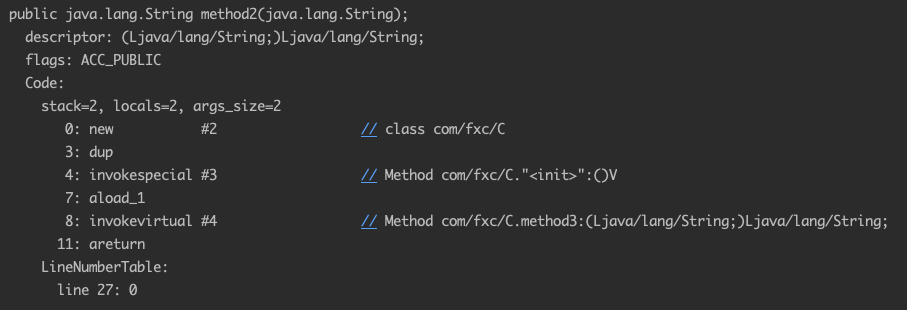 public java.lang.String method2(java.lang.String);
  descriptor: (Ljava/lang/String;)Ljava/lang/String;
  flags: ACC_PUBLIC
  Code:
    stack=2, locals=2, args_size=2
       0: new           #2                  // class com/fxc/C
       3: dup
       4: invokespecial #3                  // Method com/fxc/C."<init>":()V
       7: aload_1
       8: invokevirtual #4                  // Method com/fxc/C.method3:(Ljava/lang/String;)Ljava/lang/String;
      11: areturn
    LineNumberTable:
      line 27: 0